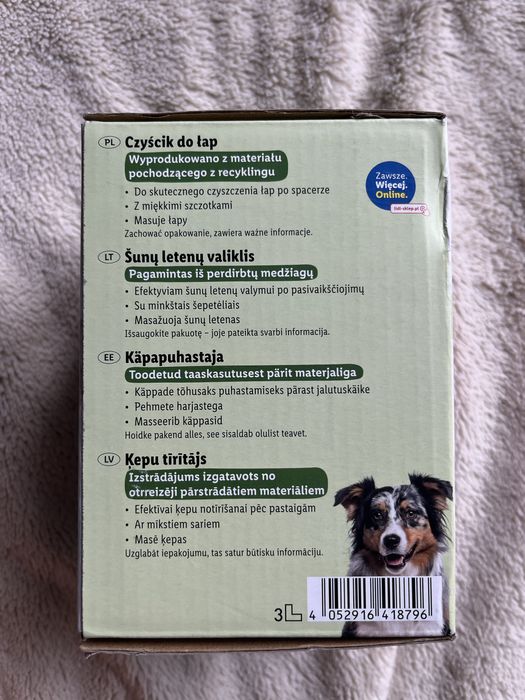 PL Czyścik do łap
Wyprodukowano z materiału
pochodzącego z recyklingu
• Do skutecznego czyszczenia łap po spacerze
• Z miękkimi szczotkami
• Masuje łapy
Zachować opakowanie, zawiera ważne informacje.
Zawsze.
Więcej.
Online.
lidl-sklep.pl
LT Šunų letenų valiklis
Pagamintas iš perdirbtų medžiagų
• Efektyviam šunų letenų valymui po pasivaikščiojimų
• Su minkštais šepetėliais
• Masažuoja šunų letenas
Išsaugokite pakuotę – joje pateikta svarbi informacija.
EE Käpapuhastaja
Toodetud taaskasutusest pärit materjaliga
• Käppade tõhusaks puhastamiseks pärast jalutuskäike
• Pehmete harjastega
• Masseerib käppasid
Hoidke pakend alles, see sisaldab olulist teavet.
LV Ķepu tīrītājs
Izstrādājums izgatavots no
otrreizēji pārstrādātiem materiāliem
• Efektīvai ķepu notīrīšanai pēc pastaigām
• Ar mīkstiem sariem
• Masē ķepas
Uzglabāt iepakojumu, tas satur būtisku informāciju.
3L
4 052916 418796